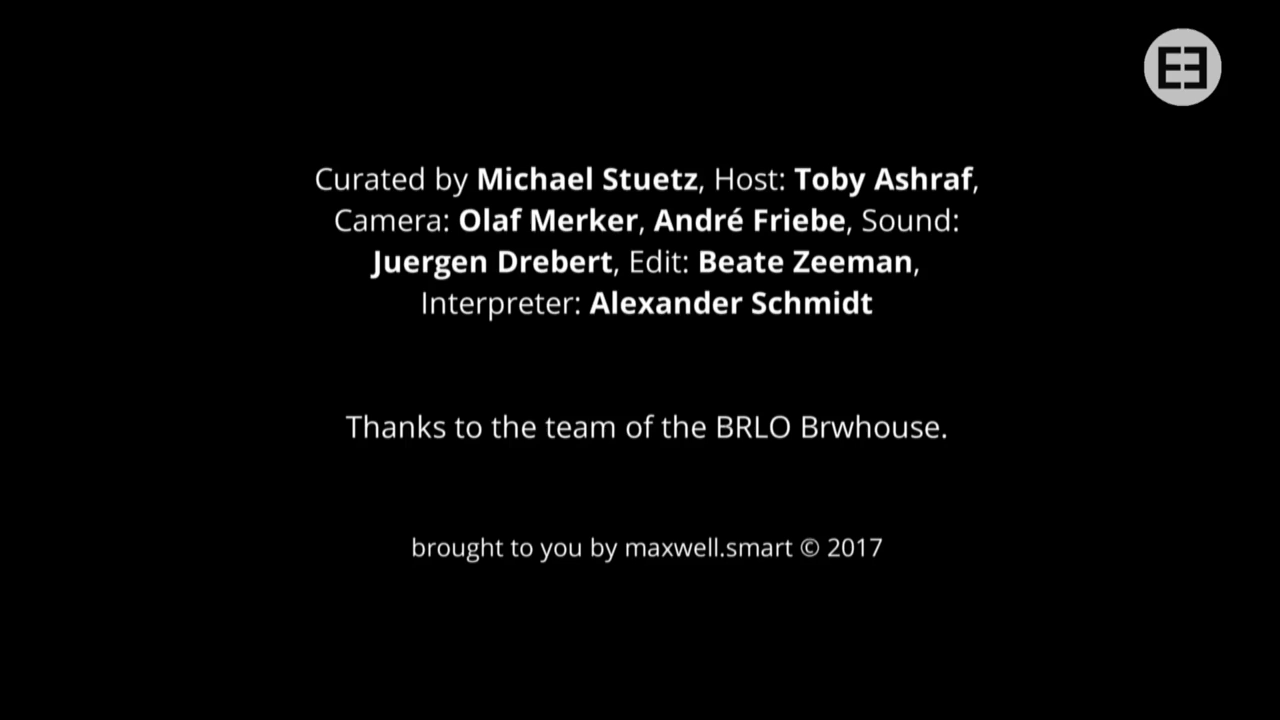 Curated by Michael Stuetz, Host: Toby Ashraf,
Camera: Olaf Merker, André Friebe, Sound:
Juergen Drebert, Edit: Beate Zeeman,
Interpreter: Alexander Schmidt
Thanks to the team of the BRLO Brwhouse.
brought to you by maxwell.smart © 2017